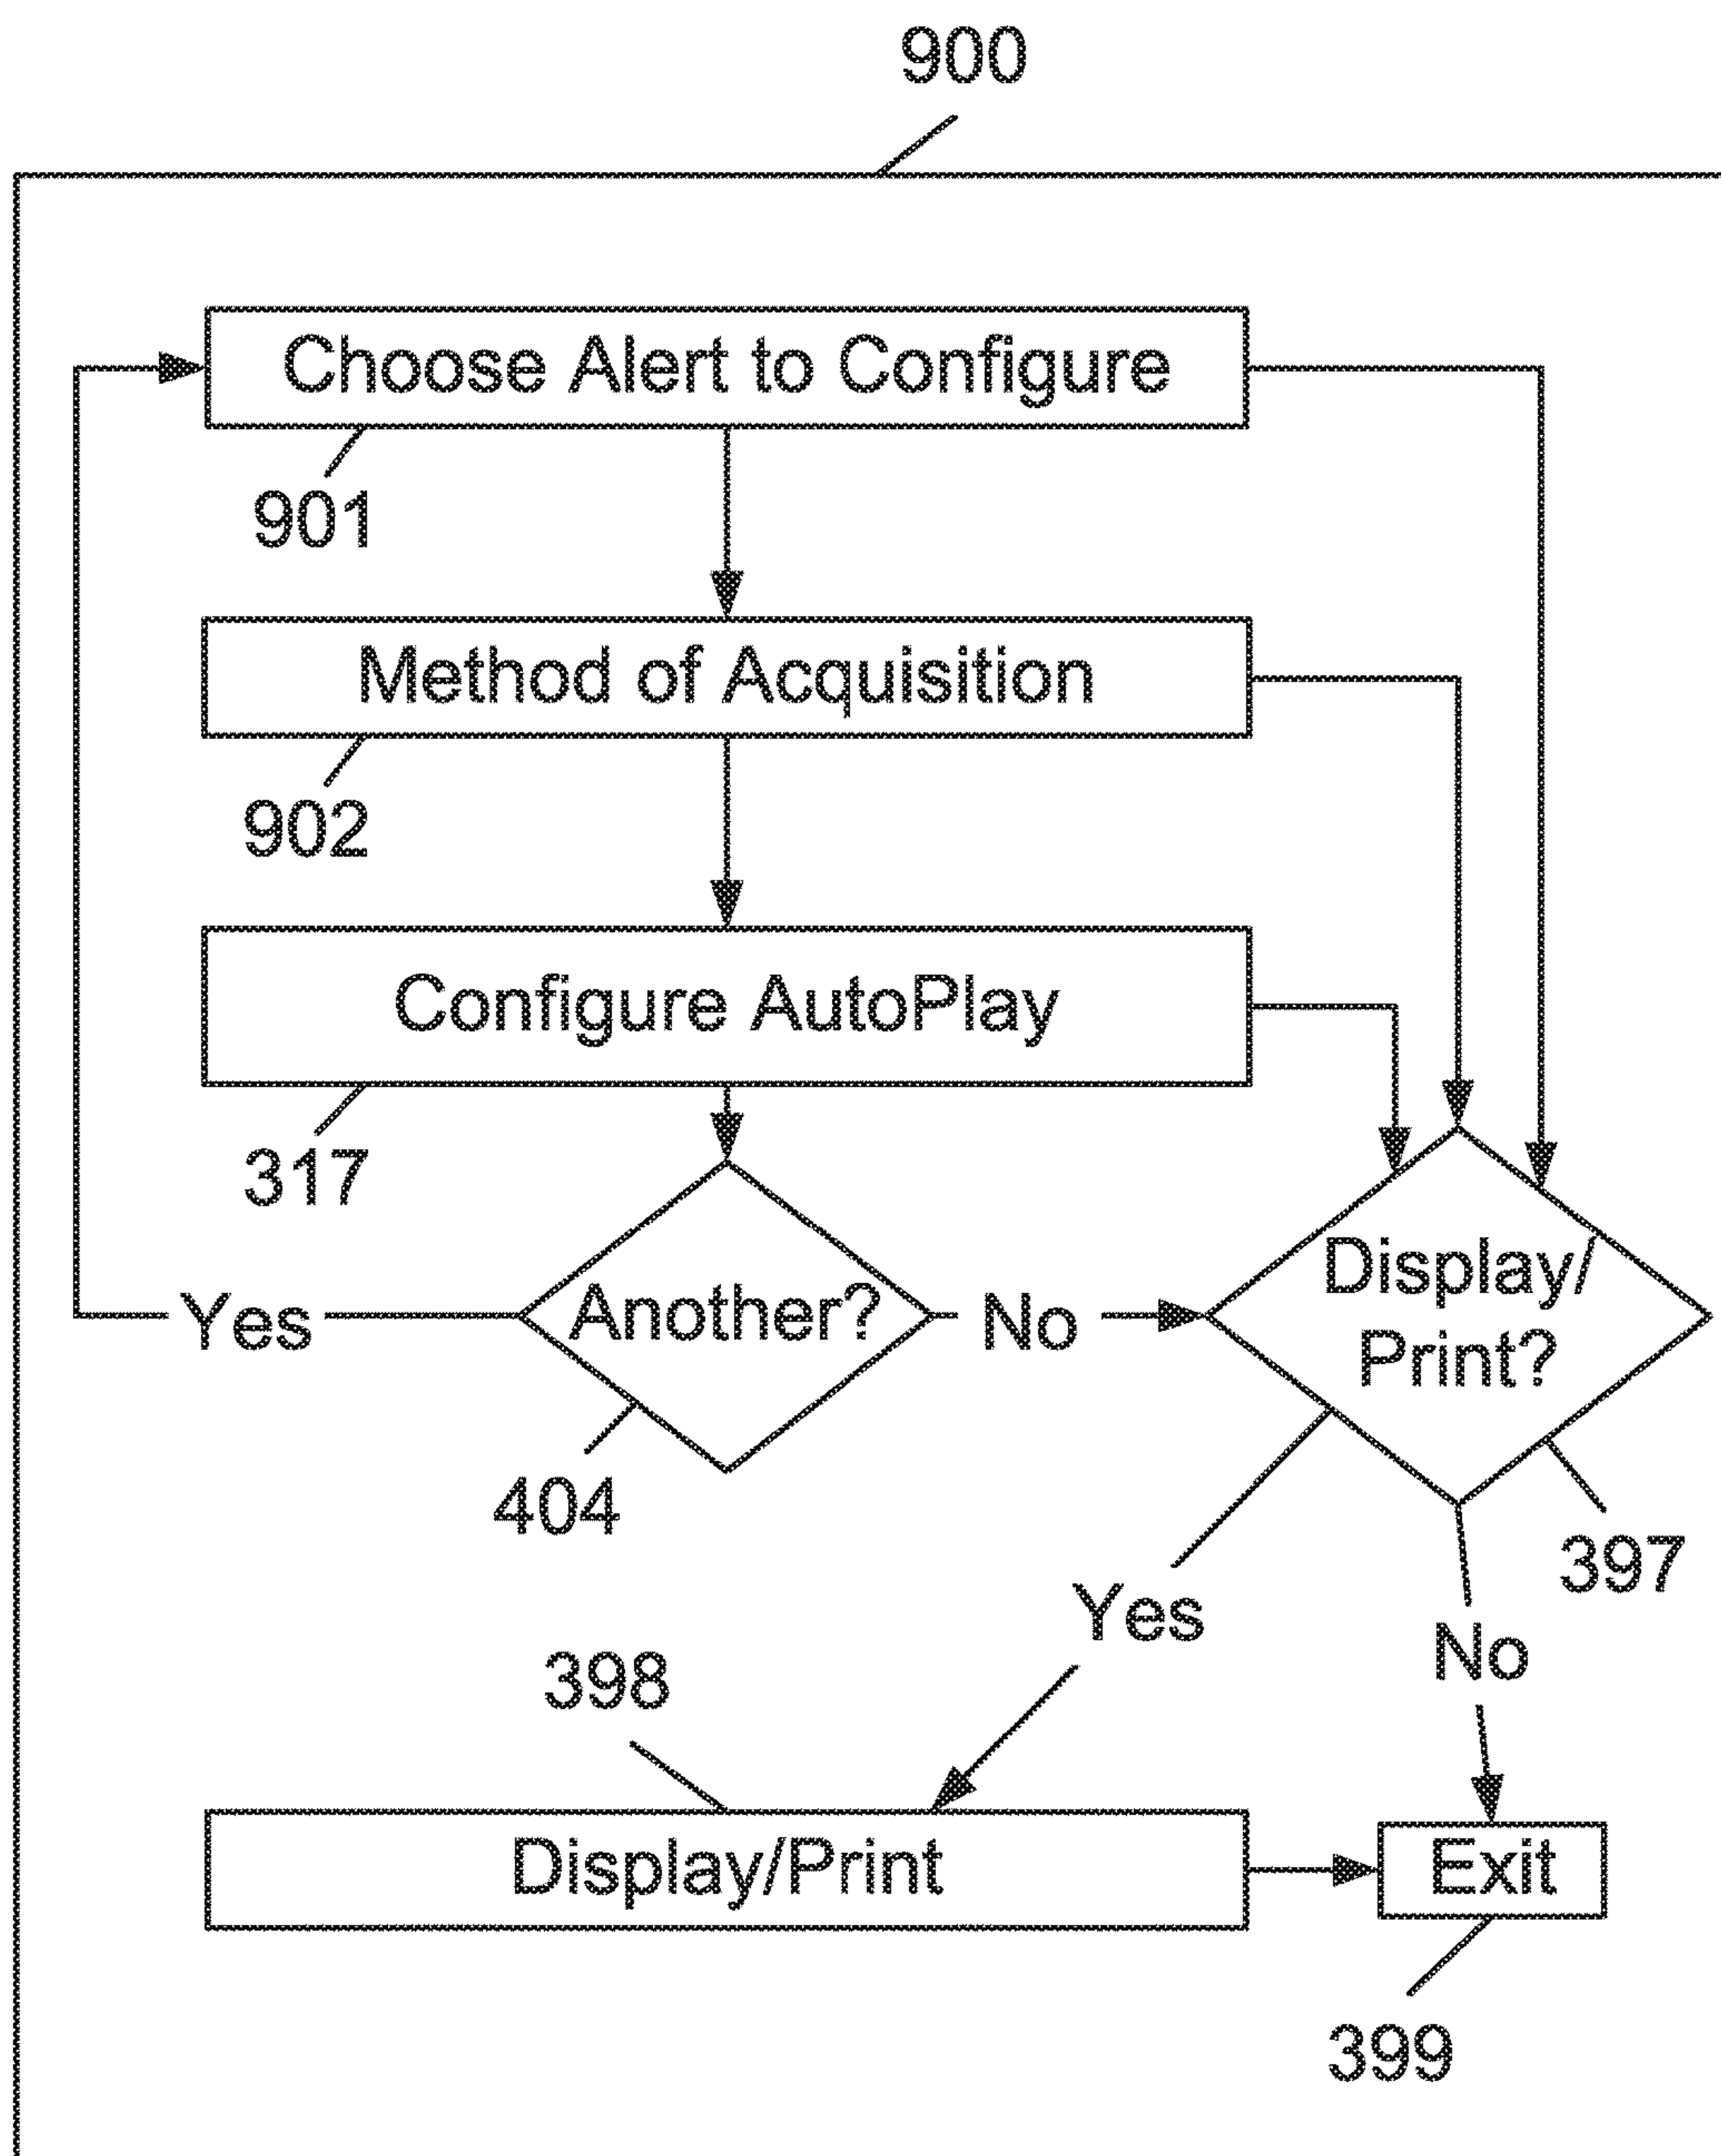 900
Choose Alert to Configure
901
Method of Acquisition
902
Configure AutoPlay
317
Yes
Another?
No
Display/
Print?
404
397
Yes
No
398
Display/Print
Exit
399